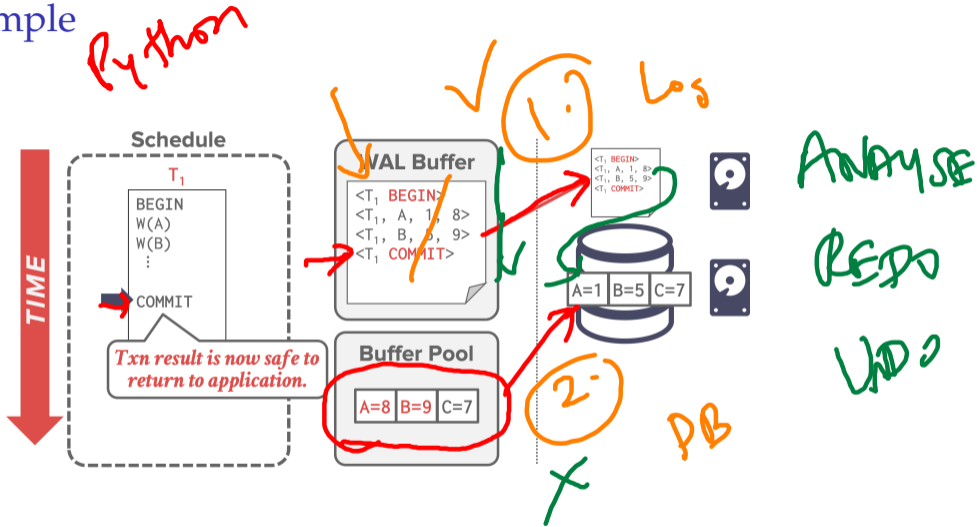 mple
Python
Schedule
T1
BEGIN
W(A)
W(B)
⋮
COMMIT
Txn result is now safe to
return to application.
TIME
WAL Buffer
<T1 BEGIN>
<T1, A, 1, 8>
<T1, B, 5, 9>
<T1 COMMIT>
Buffer Pool
A=8 B=9 C=7
1.
Log
<T1 BEGIN>
<T1, A, 1, 8>
<T1, B, 5, 9>
<T1 COMMIT>
A=1 B=5 C=7
2.
DB
ANALYSE
REDO
UNDO